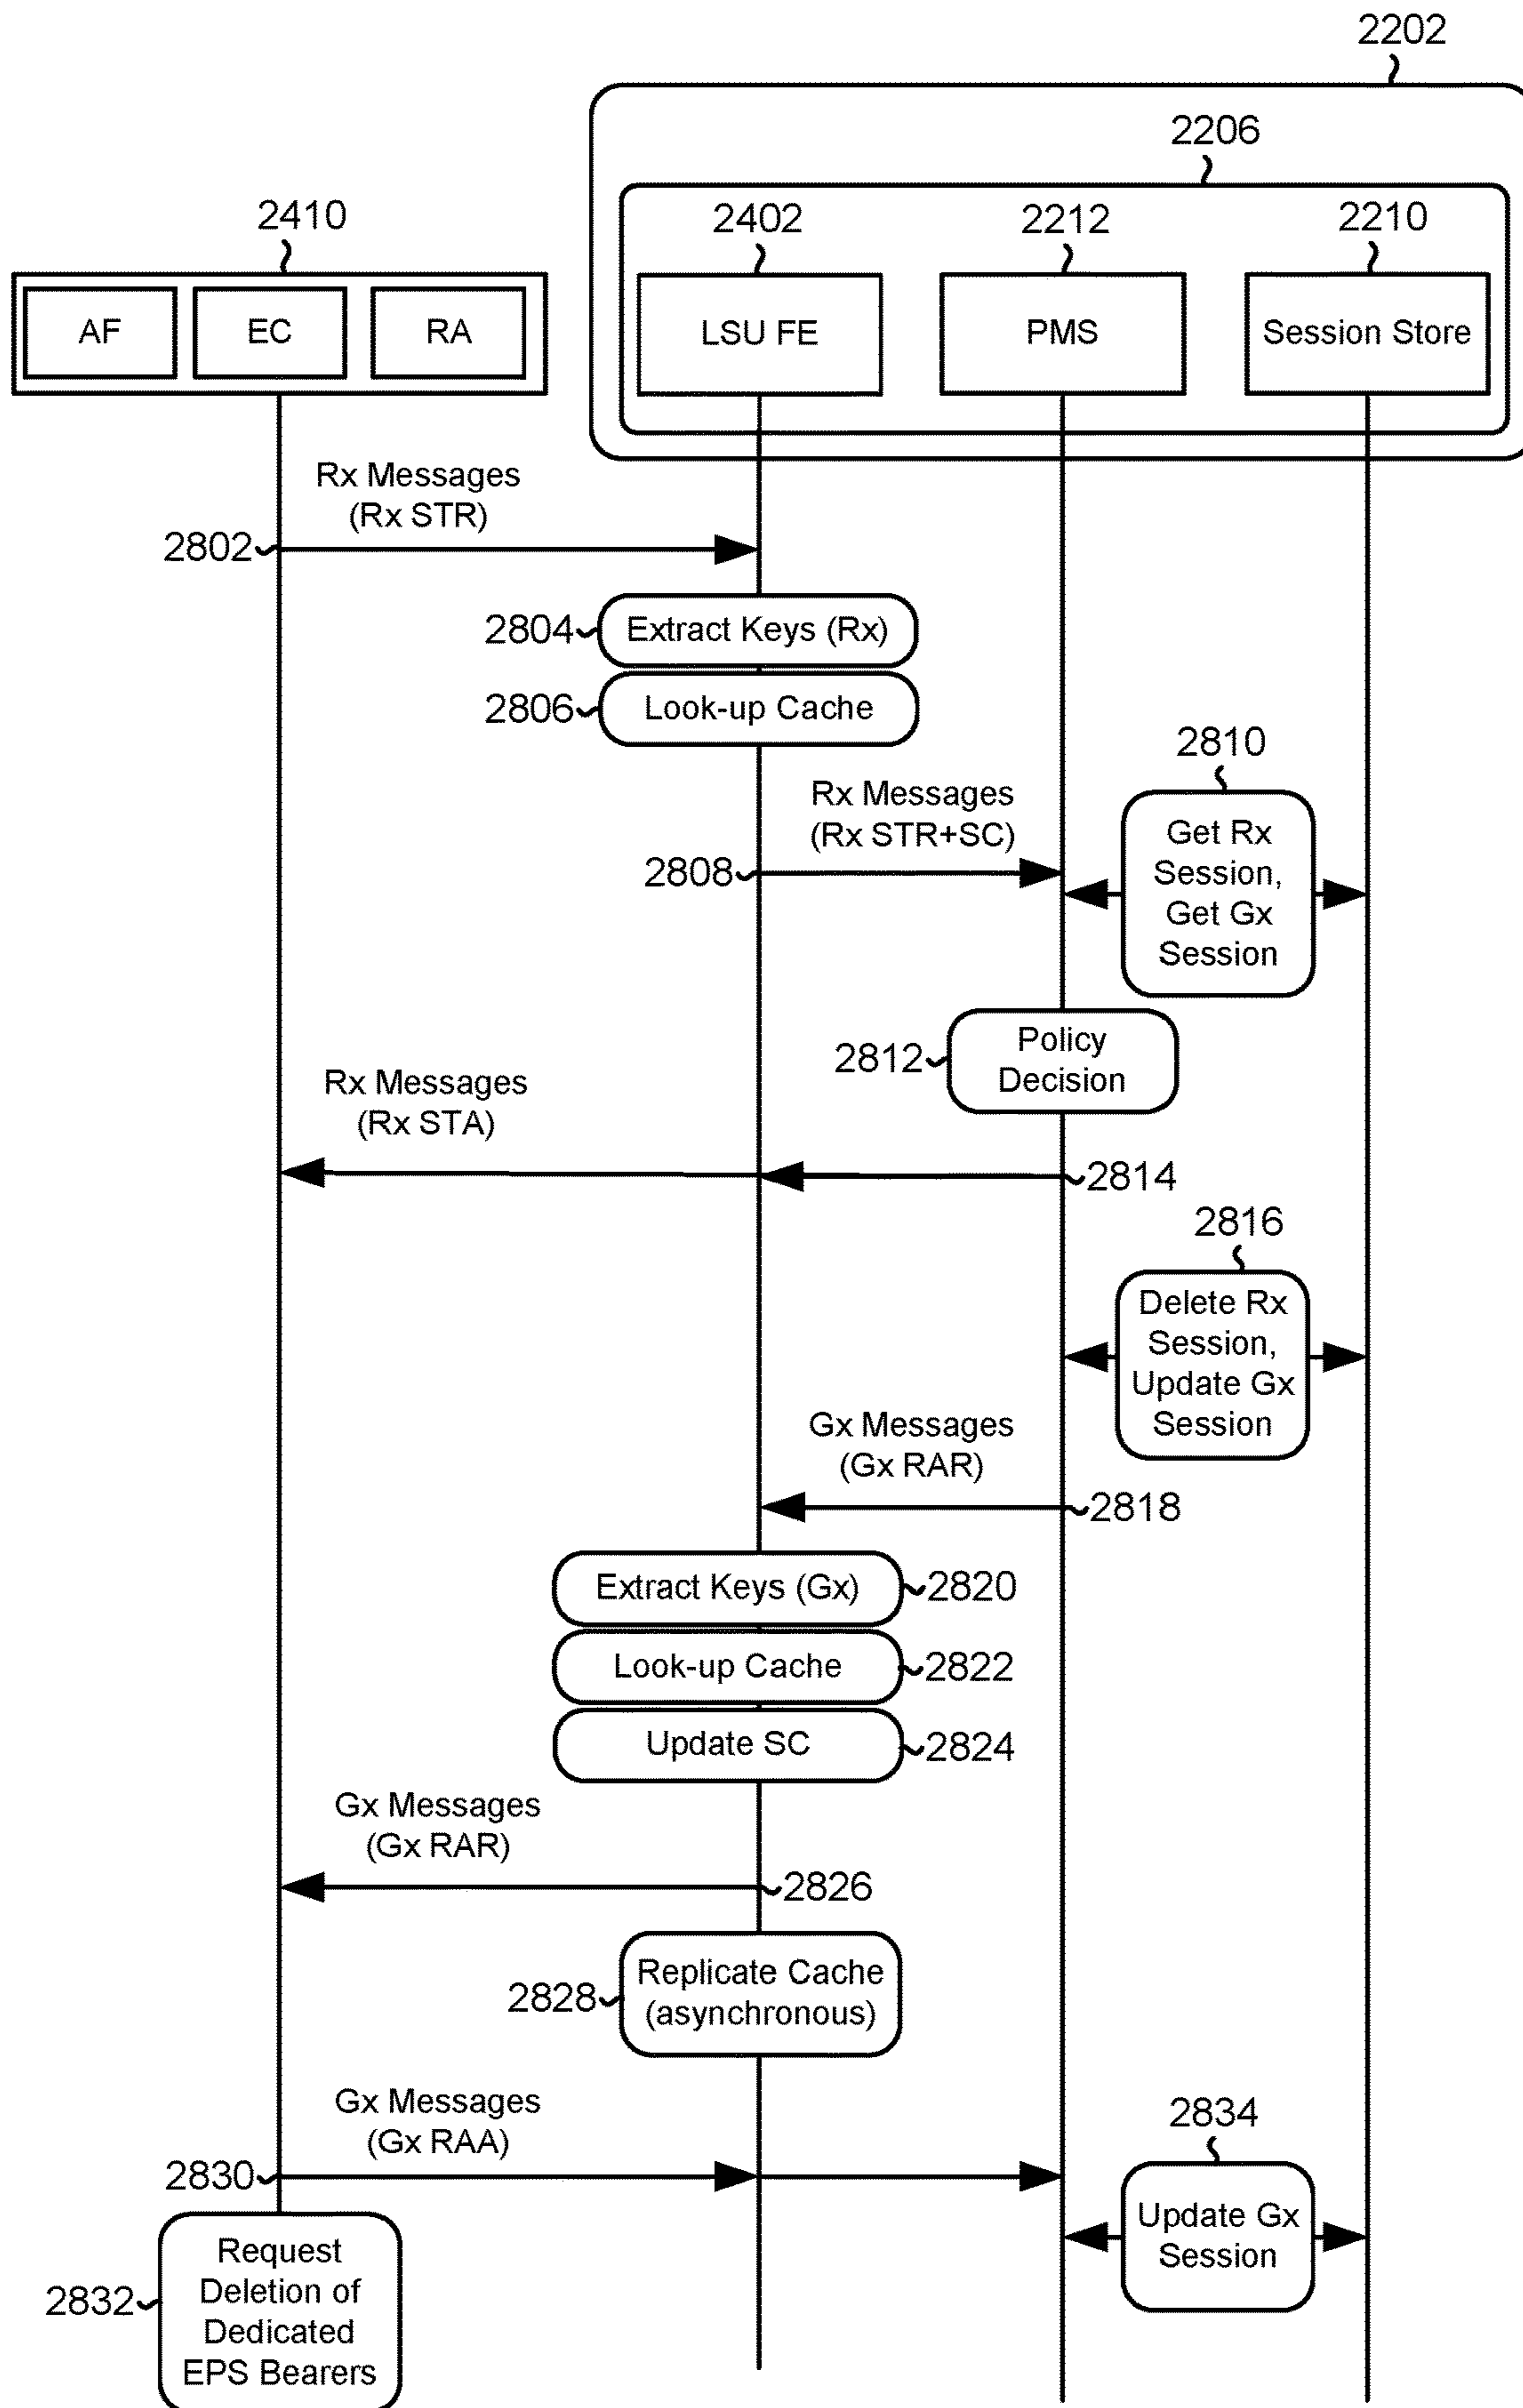 2202
2206
2410
2402
2212
2210
AF
EC
RA
LSU FE
PMS
Session Store
Rx Messages
(Rx STR)
2802
2804
Extract Keys (Rx)
2806
Look-up Cache
2810
Rx Messages
(Rx STR+SC)
2808
Get Rx
Session,
Get Gx
Session
2812
Policy
Decision
Rx Messages
(Rx STA)
2814
2816
Delete Rx
Session,
Update Gx
Session
Gx Messages
(Gx RAR)
2818
Extract Keys (Gx)
2820
Look-up Cache
2822
Update SC
2824
Gx Messages
(Gx RAR)
2826
2828
Replicate Cache
(asynchronous)
Gx Messages
(Gx RAA)
2830
2834
Update Gx
Session
2832
Request
Deletion of
Dedicated
EPS Bearers